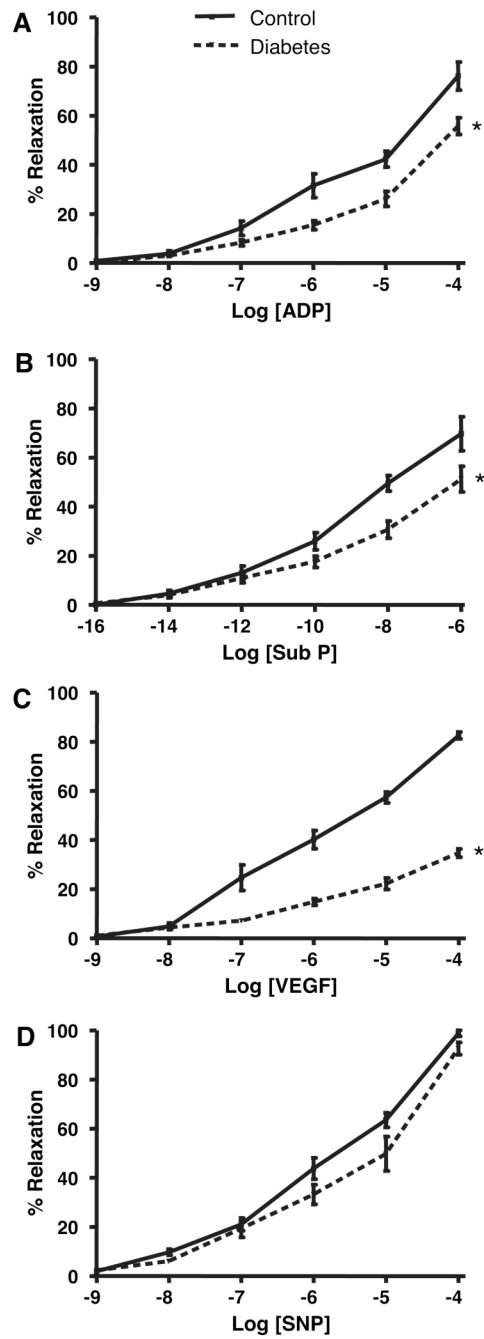 A
Control
Diabetes
% Relaxation
100
80
60
40
20
0
*
-9 -8 -7 -6 -5 -4
Log [ADP]
B
% Relaxation
100
80
60
40
20
0
*
-16 -14 -12 -10 -8 -6
Log [Sub P]
C
% Relaxation
100
80
60
40
20
0
*
-9 -8 -7 -6 -5 -4
Log [VEGF]
D
% Relaxation
100
80
60
40
20
0
-9 -8 -7 -6 -5 -4
Log [SNP]